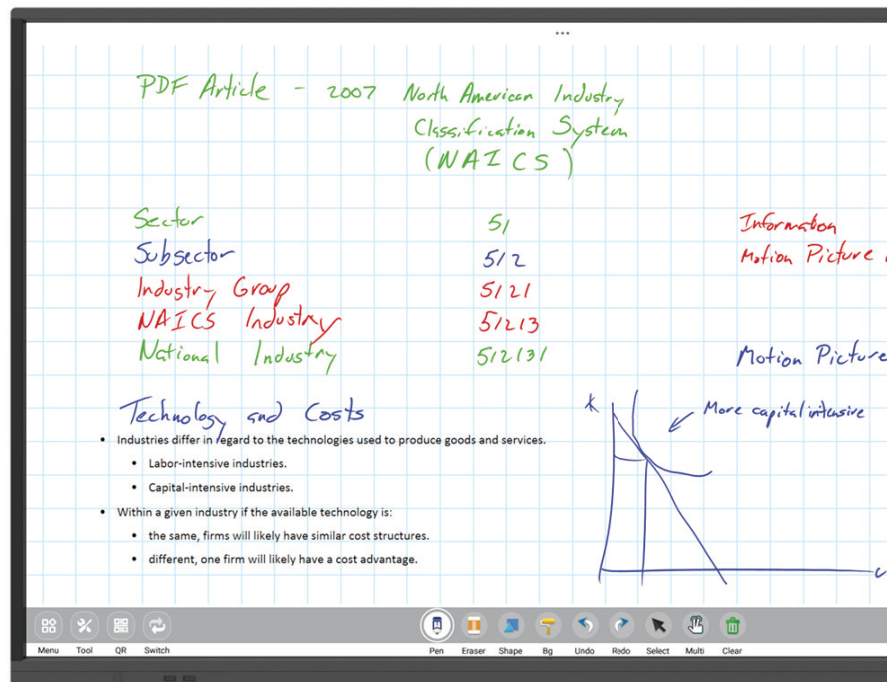 PDF Article - 2007 North American Industry
Classification System
(NAICS)
Sector 51 Information
Subsector 512 Motion Picture
Industry Group 5121
NAICS Industry 51213
National Industry 512131 Motion Picture
Technology and Costs
• Industries differ in regard to the technologies used to produce goods and services.
• Labor-intensive industries.
• Capital-intensive industries.
• Within a given industry if the available technology is:
• the same, firms will likely have similar cost structures.
• different, one firm will likely have a cost advantage.
K
More capital intensive
Menu Tool QR Switch Pen Eraser Shape Bg Undo Redo Select Multi Clear